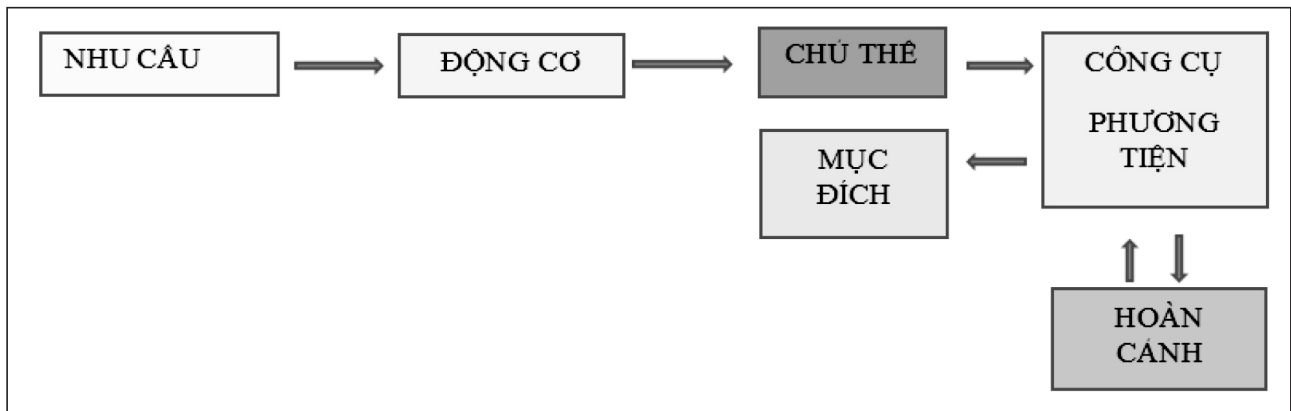 NHU CẦU
ĐỘNG CƠ
CHỦ THỂ
CÔNG CỤ
PHƯƠNG
TIỆN
MỤC
ĐÍCH
HOÀN
CẢNH